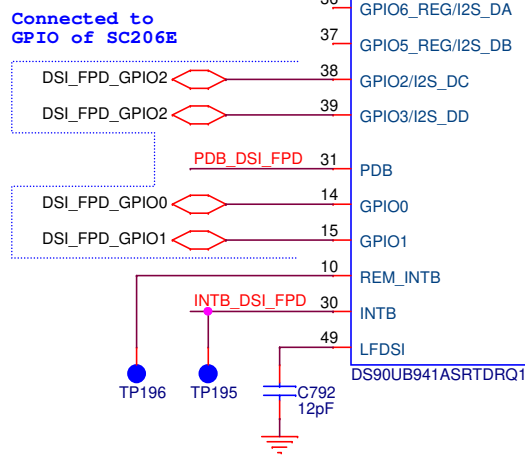 36
GPIO6_REG/I2S_DA
Connected to
GPIO of SC206E
37
GPIO5_REG/I2S_DB
DSI_FPD_GPIO2
38
GPIO2/I2S_DC
DSI_FPD_GPIO2
39
GPIO3/I2S_DD
PDB_DSI_FPD
31
PDB
DSI_FPD_GPIO0
14
GPIO0
DSI_FPD_GPIO1
15
GPIO1
10
REM_INTB
INTB_DSI_FPD
30
INTB
49
LFDSI
DS90UB941ASRTDRQ1
TP196
TP195
C792
12pF